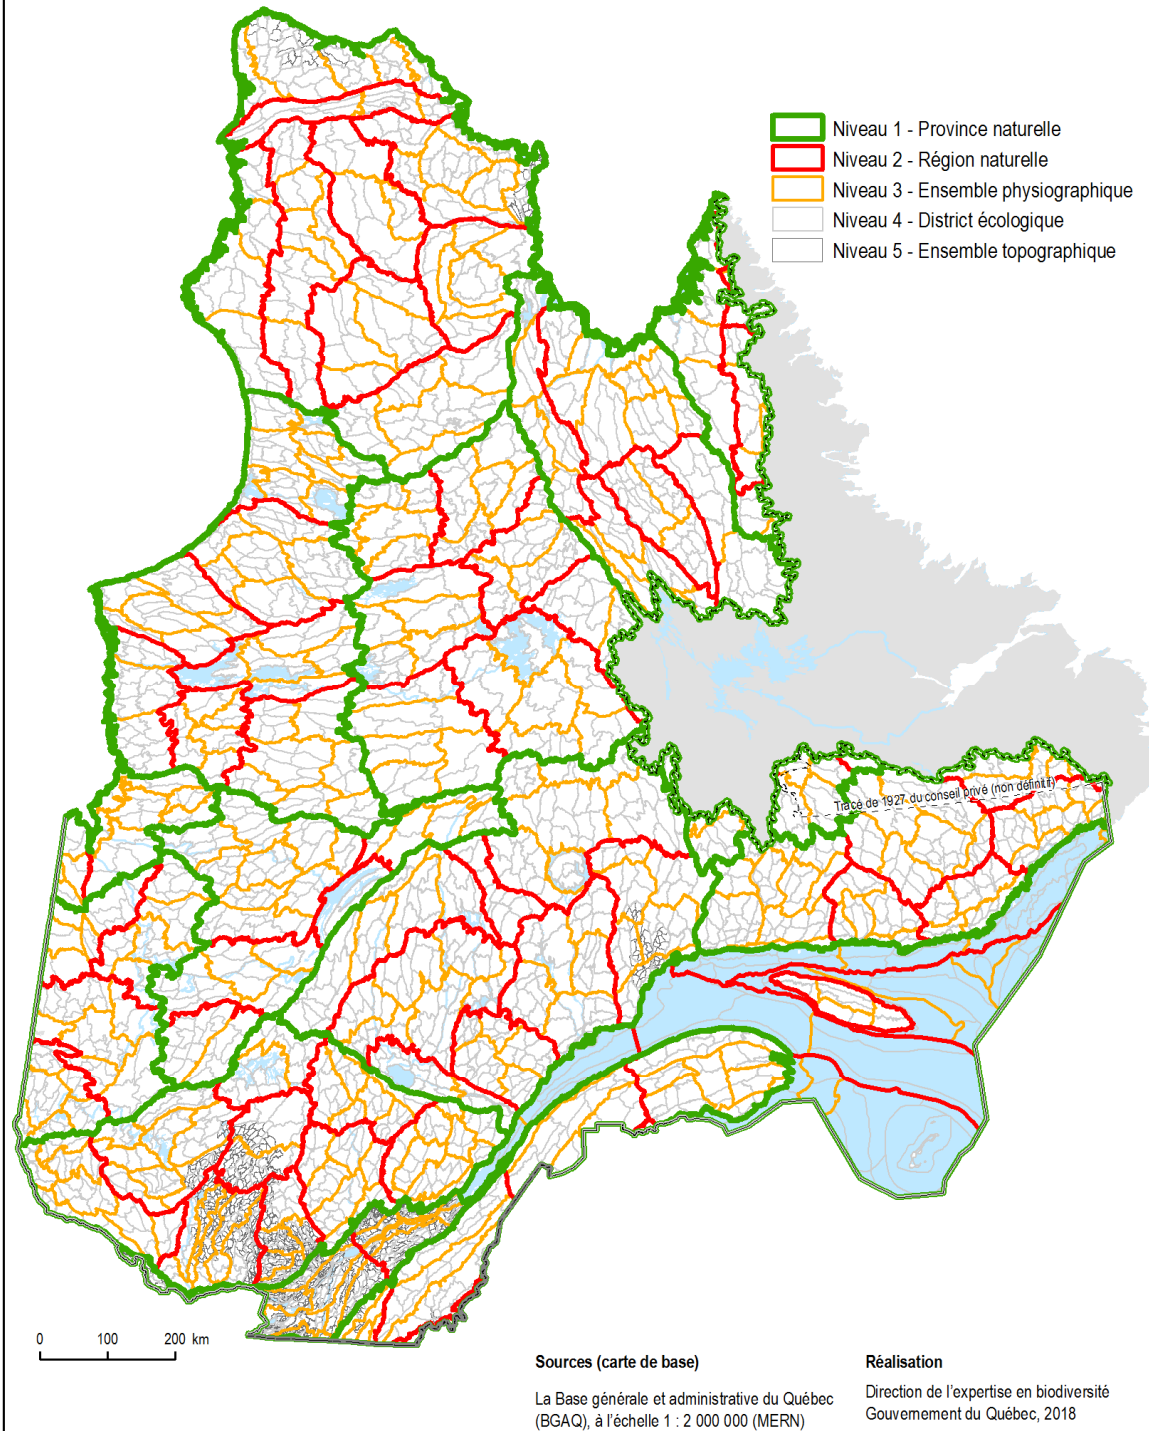 Niveau 1 - Province naturelle
Niveau 2 - Région naturelle
Niveau 3 - Ensemble physiographique
Niveau 4 - District écologique
Niveau 5 - Ensemble topographique
Tracé de 1927 du conseil privé (non définitif)
0 100 200 km
Sources (carte de base)
La Base générale et administrative du Québec
(BGAQ), à l'échelle 1 : 2 000 000 (MERN)
Réalisation
Direction de l'expertise en biodiversité
Gouvernement du Québec, 2018